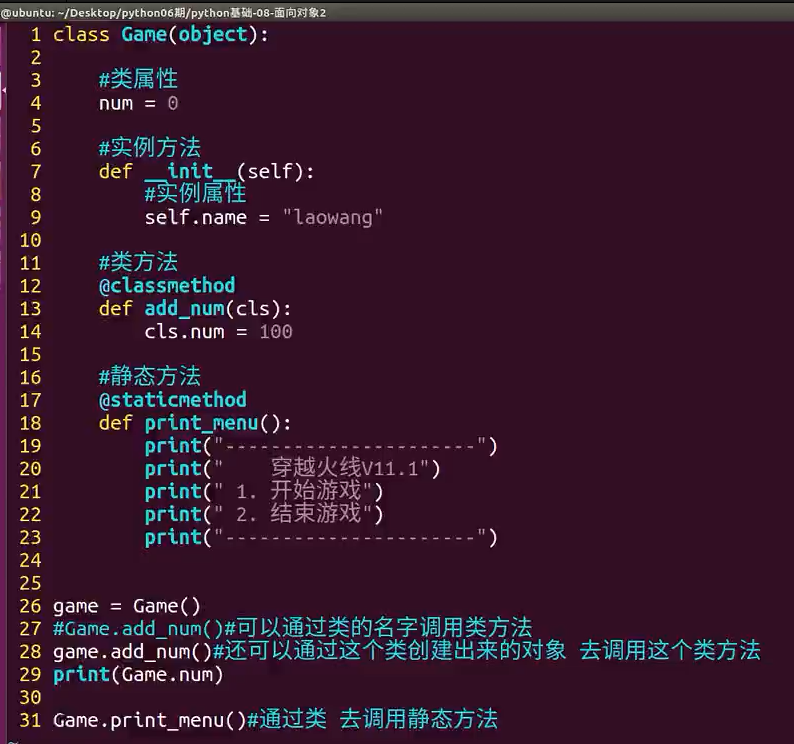 @ubuntu: ~/Desktop/python06期/python基础-08-面向对象2
1 class Game(object):
2
3     #类属性
4     num = 0
5
6     #实例方法
7     def __init__(self):
8         #实例属性
9         self.name = "laowang"
10
11     #类方法
12     @classmethod
13     def add_num(cls):
14         cls.num = 100
15
16     #静态方法
17     @staticmethod
18     def print_menu():
19         print("----------------------")
20         print("    穿越火线V11.1")
21         print(" 1. 开始游戏")
22         print(" 2. 结束游戏")
23         print("----------------------")
24
25
26 game = Game()
27 #Game.add_num()#可以通过类的名字调用类方法
28 game.add_num()#还可以通过这个类创建出来的对象 去调用这个类方法
29 print(Game.num)
30
31 Game.print_menu()#通过类 去调用静态方法
~